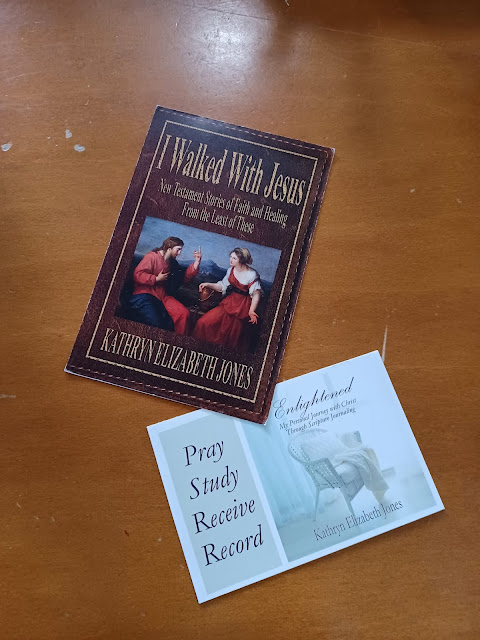 I Walked With Jesus
New Testament Stories of Faith and Healing
From the Least of These
KATHRYN ELIZABETH JONES
Enlightened
My Personal Journey with Christ
Through Scripture Journaling
Pray
Study
Receive
Record
Kathryn Elizabeth Jones